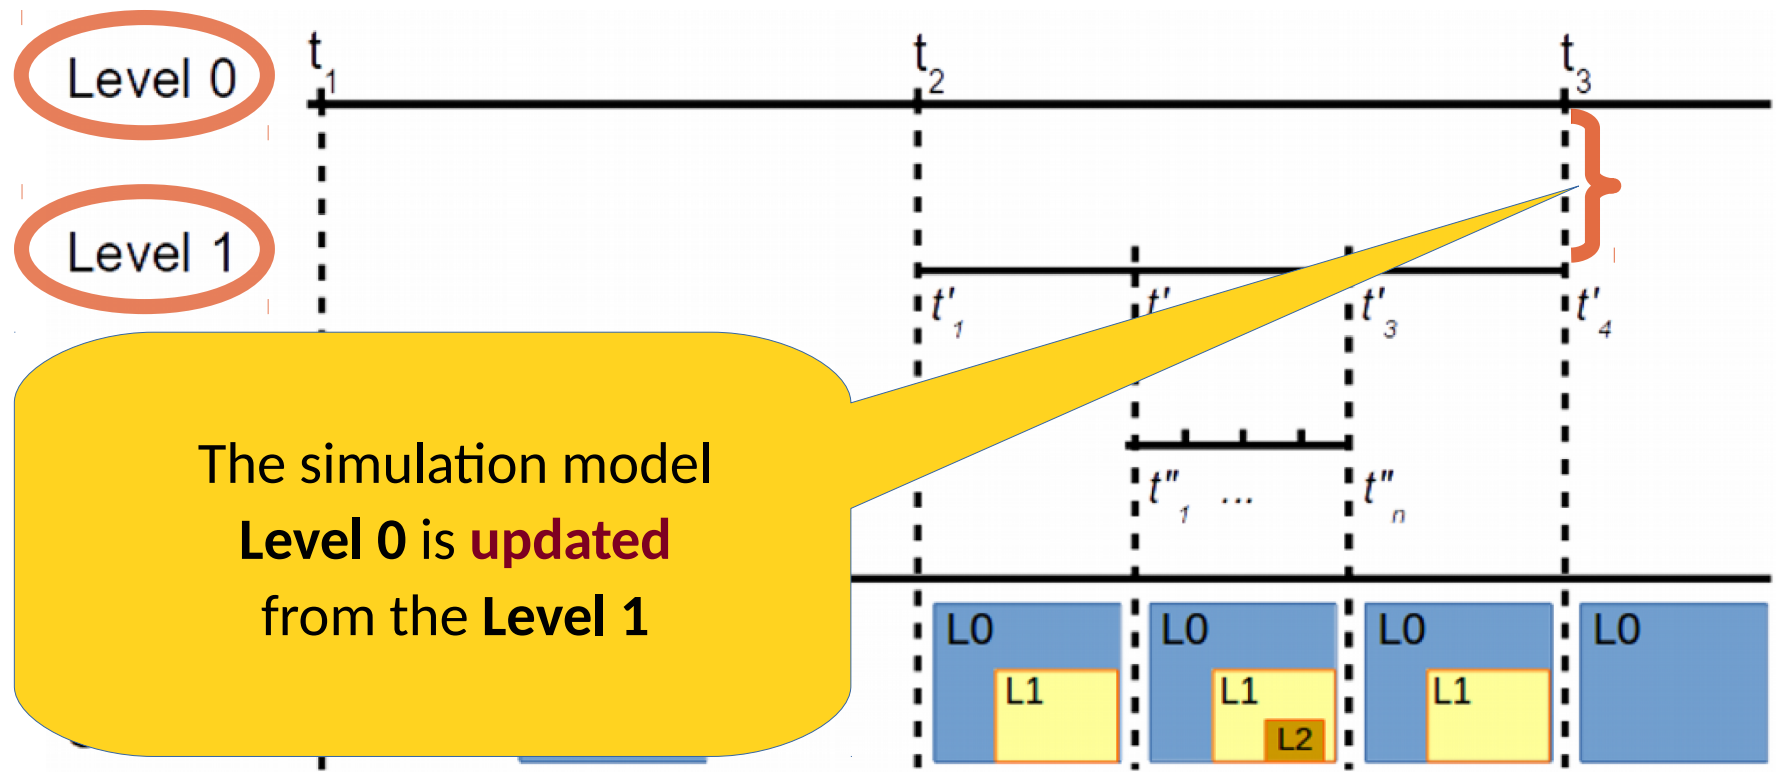 Level 0
t1 t2 t3
Level 1
t'1 t' t'3 t'4
The simulation model
Level 0 is updated
from the Level 1
t"1 ... t"n
L0 L0 L0 L0
L1 L1 L1
L2